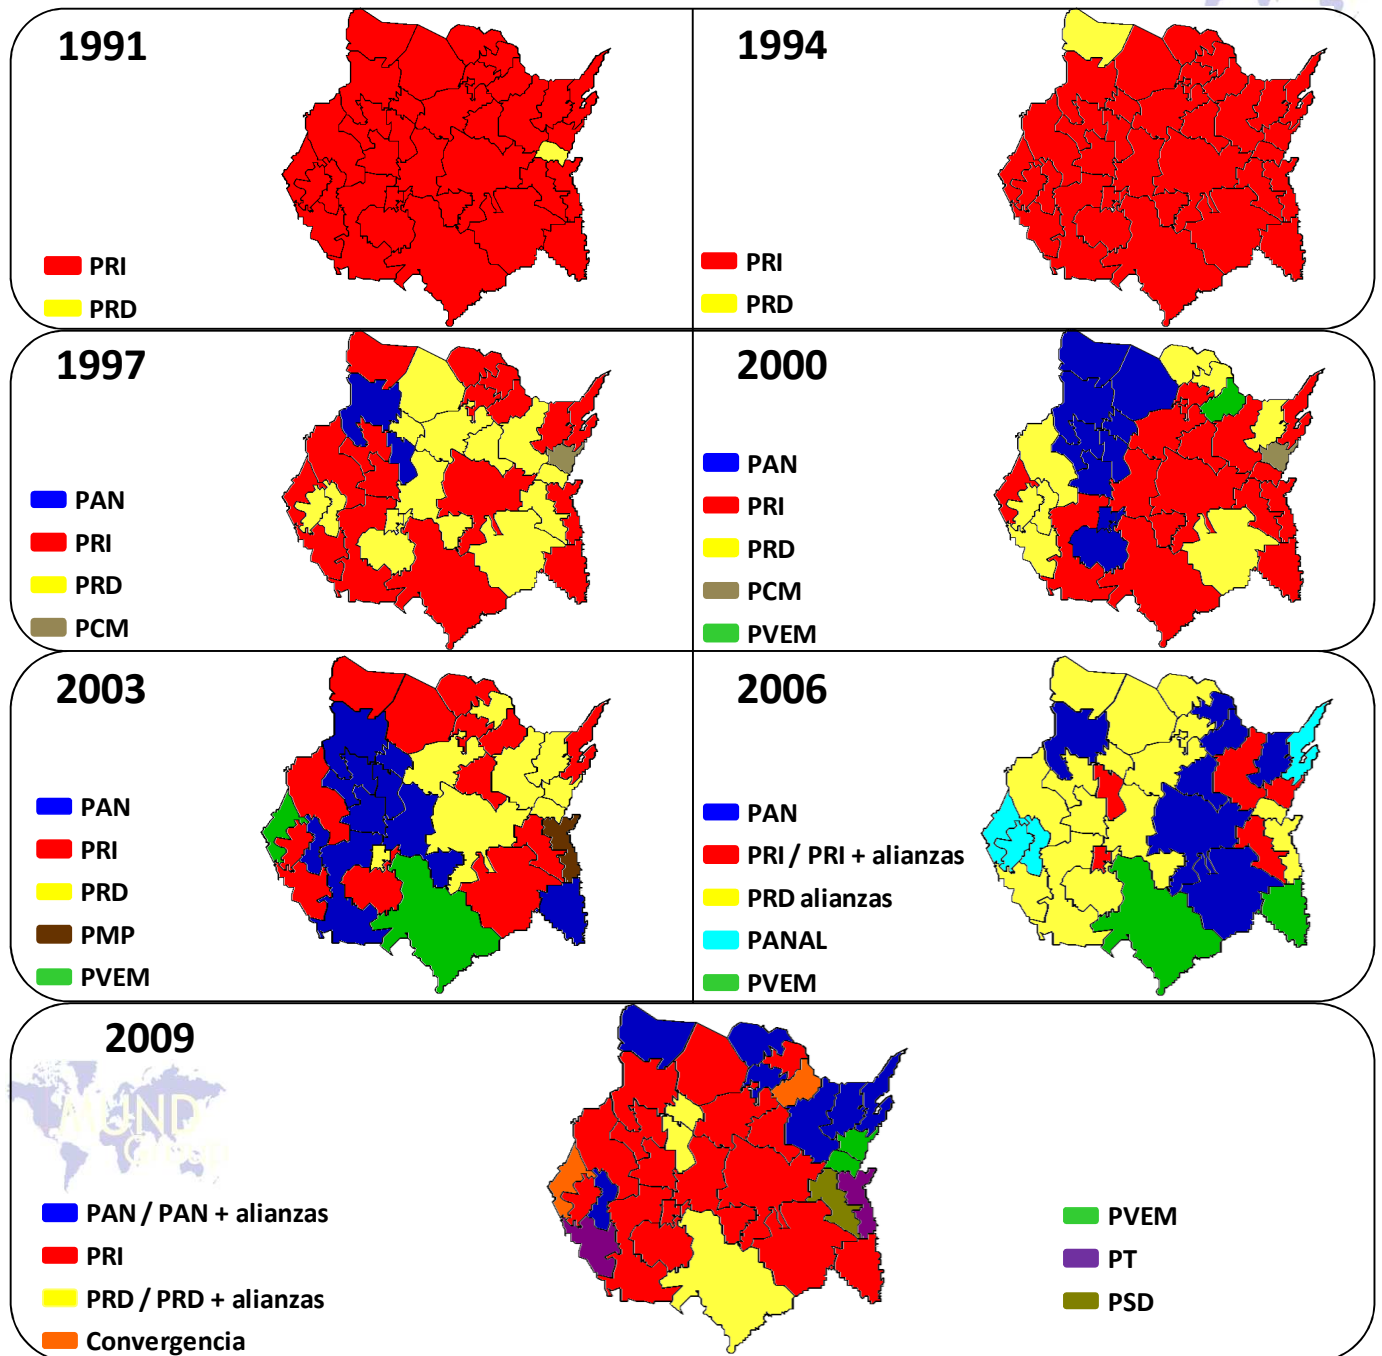 1991
PRI
PRD
1994
PRI
PRD
1997
PAN
PRI
PRD
PCM
2000
PAN
PRI
PRD
PCM
PVEM
2003
PAN
PRI
PRD
PMP
PVEM
2006
PAN
PRI / PRI + alianzas
PRD alianzas
PANAL
PVEM
2009
MUND
Group
PAN / PAN + alianzas
PRI
PRD / PRD + alianzas
Convergencia
PVEM
PT
PSD